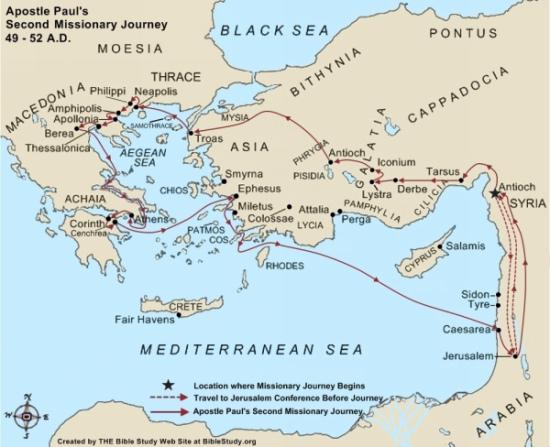 Apostle Paul's
Second Missionary Journey
49 - 52 A.D.
BLACK SEA
MOESIA
PONTUS
THRACE
BITHYNIA
MACEDONIA
Philippi
Neapolis
Amphipolis
Apollonia
Berea
Thessalonica
SAMOTHRACE
MYSIA
Troas
CAPPADOCIA
GALATIA
AEGEAN
SEA
ASIA
PHRYGIA
Antioch
PISIDIA
Iconium
Lystra
Derbe
Tarsus
CILICIA
Antioch
SYRIA
Smyrna
CHIOS
Ephesus
ACHAIA
Athens
Corinth
Cenchrea
Miletus
Colossae
PATMOS
COS
Attalia
LYCIA
Perga
PAMPHYLIA
RHODES
CYPRUS
Salamis
CRETE
Fair Havens
Sidon
Tyre
Caesarea
Jerusalem
MEDITERRANEAN SEA
ARABIA
Location where Missionary Journey Begins
Travel to Jerusalem Conference Before Journey
Apostle Paul's Second Missionary Journey
N
W
E
S
Created by THE Bible Study Web Site at BibleStudy.org